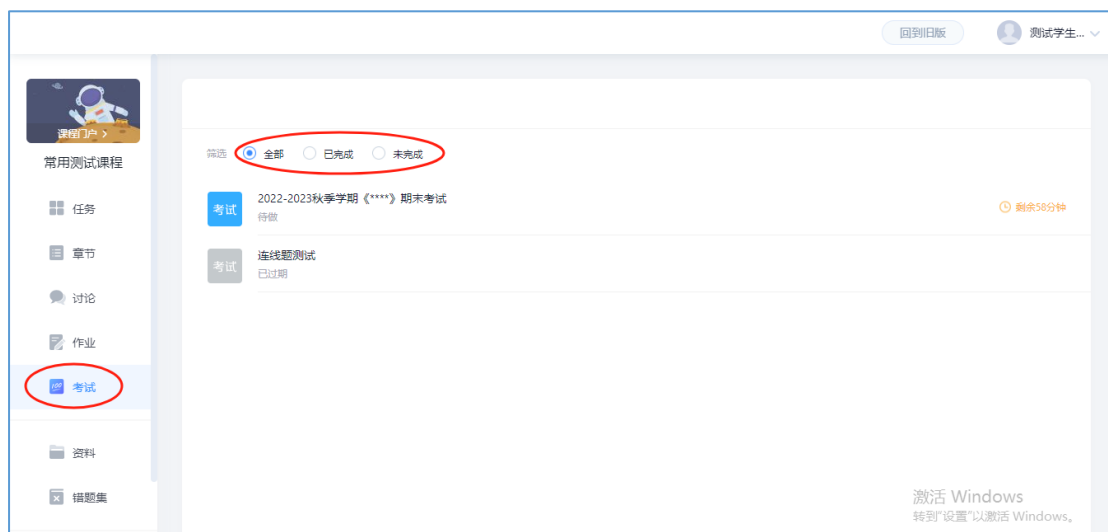 回到旧版
测试学生...
课程门户 >
常用测试课程
任务
章节
讨论
作业
考试
资料
错题集
筛选 全部 已完成 未完成
考试 2022-2023秋季学期《****》期末考试
待做
剩余58分钟
考试 连线题测试
已过期
激活 Windows
转到"设置"以激活 Windows。